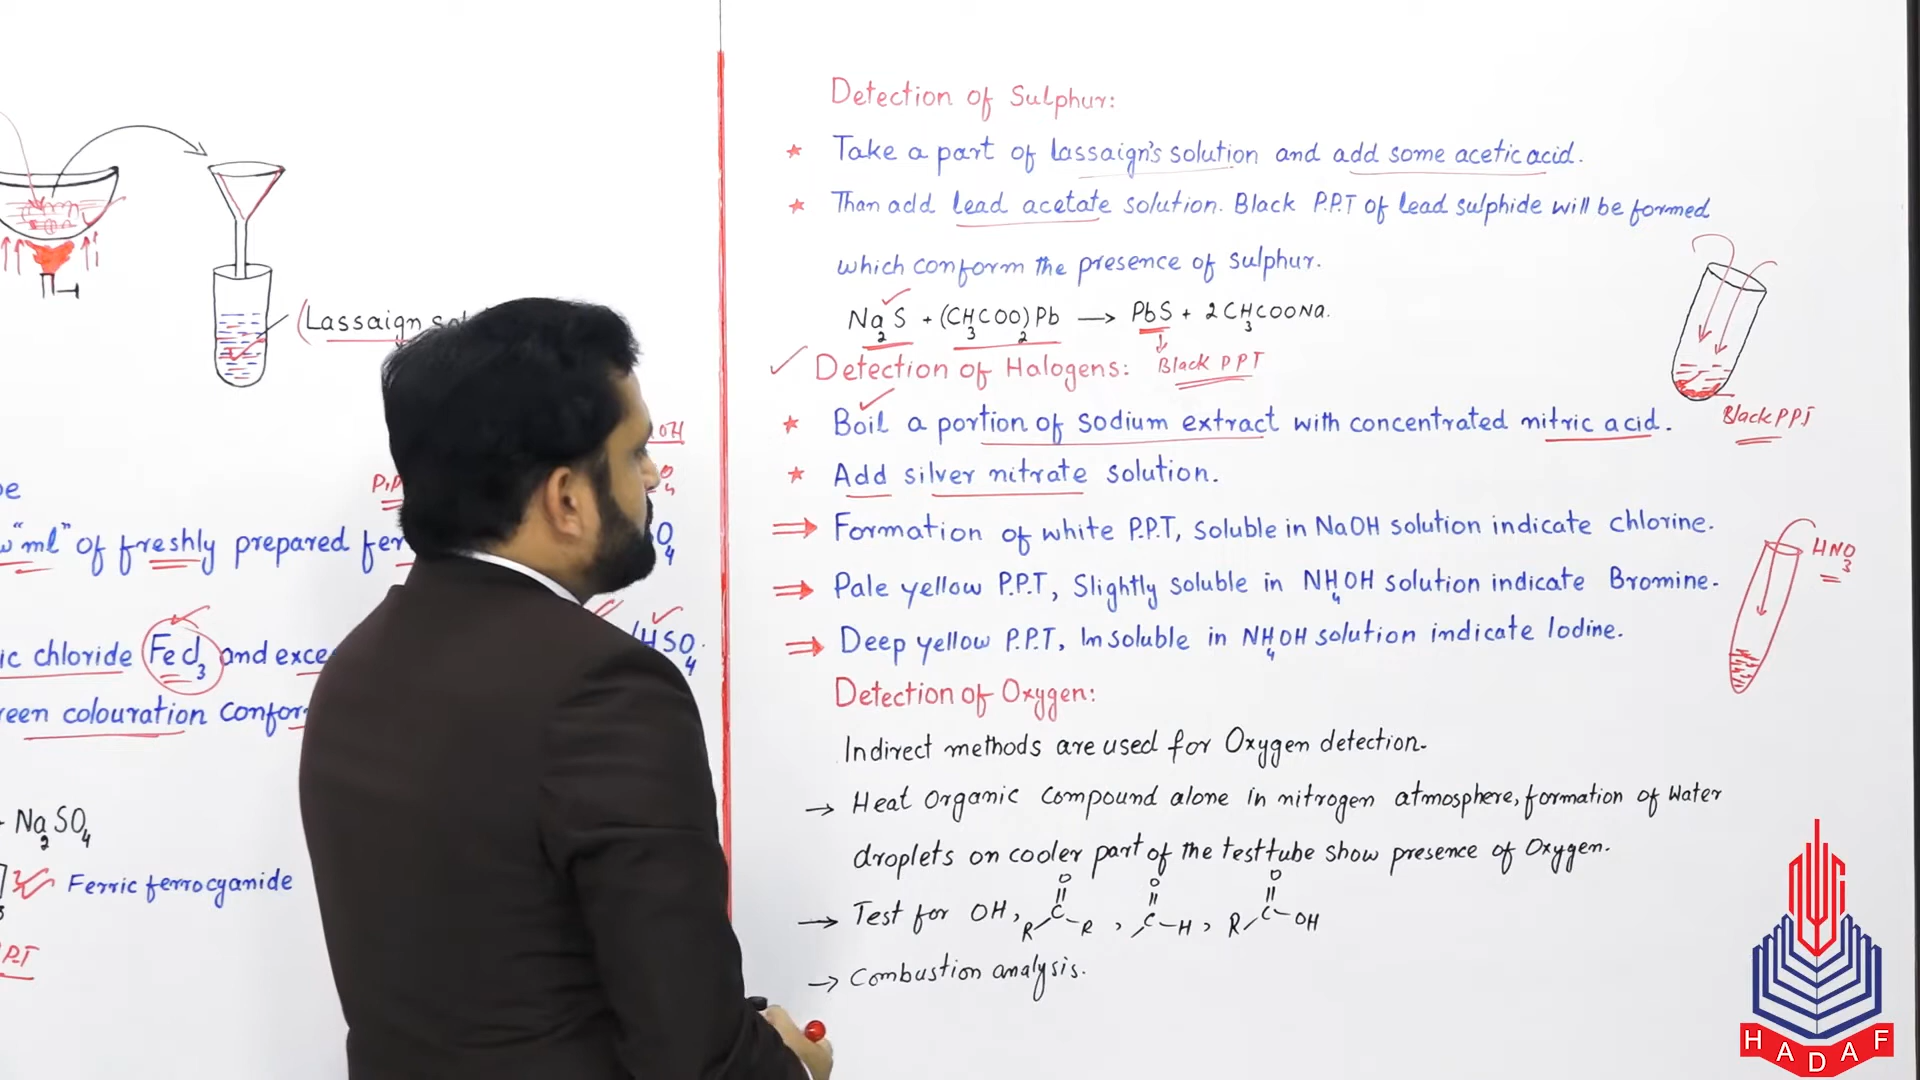 Detection of Sulphur:
★ Take a part of Lassaign's solution and add some acetic acid.
★ Than add lead acetate solution. Black P.P.T of lead sulphide will be formed
which conform the presence of sulphur.
Na2S + (CH3COO)2Pb → PbS + 2CH3COONa.
Black PPT
Detection of Halogens:
★ Boil a portion of sodium extract with concentrated nitric acid.
Black P.P.T
★ Add silver nitrate solution.
⇒ Formation of white P.P.T, soluble in NaOH solution indicate chlorine.
HNO3
⇒ Pale yellow P.P.T, Slightly soluble in NH4OH solution indicate Bromine.
⇒ Deep yellow P.P.T, Insoluble in NH4OH solution indicate Iodine.
Detection of Oxygen:
Indirect methods are used for Oxygen detection.
→ Heat Organic compound alone in nitrogen atmosphere, formation of water
droplets on cooler part of the test tube show presence of Oxygen.
→ Test for OH, R-C(=O)-R, -C(=O)-H, R-C(=O)-OH
→ Combustion analysis.
(Lassaign
"ml" of freshly prepared
ic chloride FeCl3 and
HSO4
een colouration
+ Na2SO4
Ferric ferrocyanide
HADAF